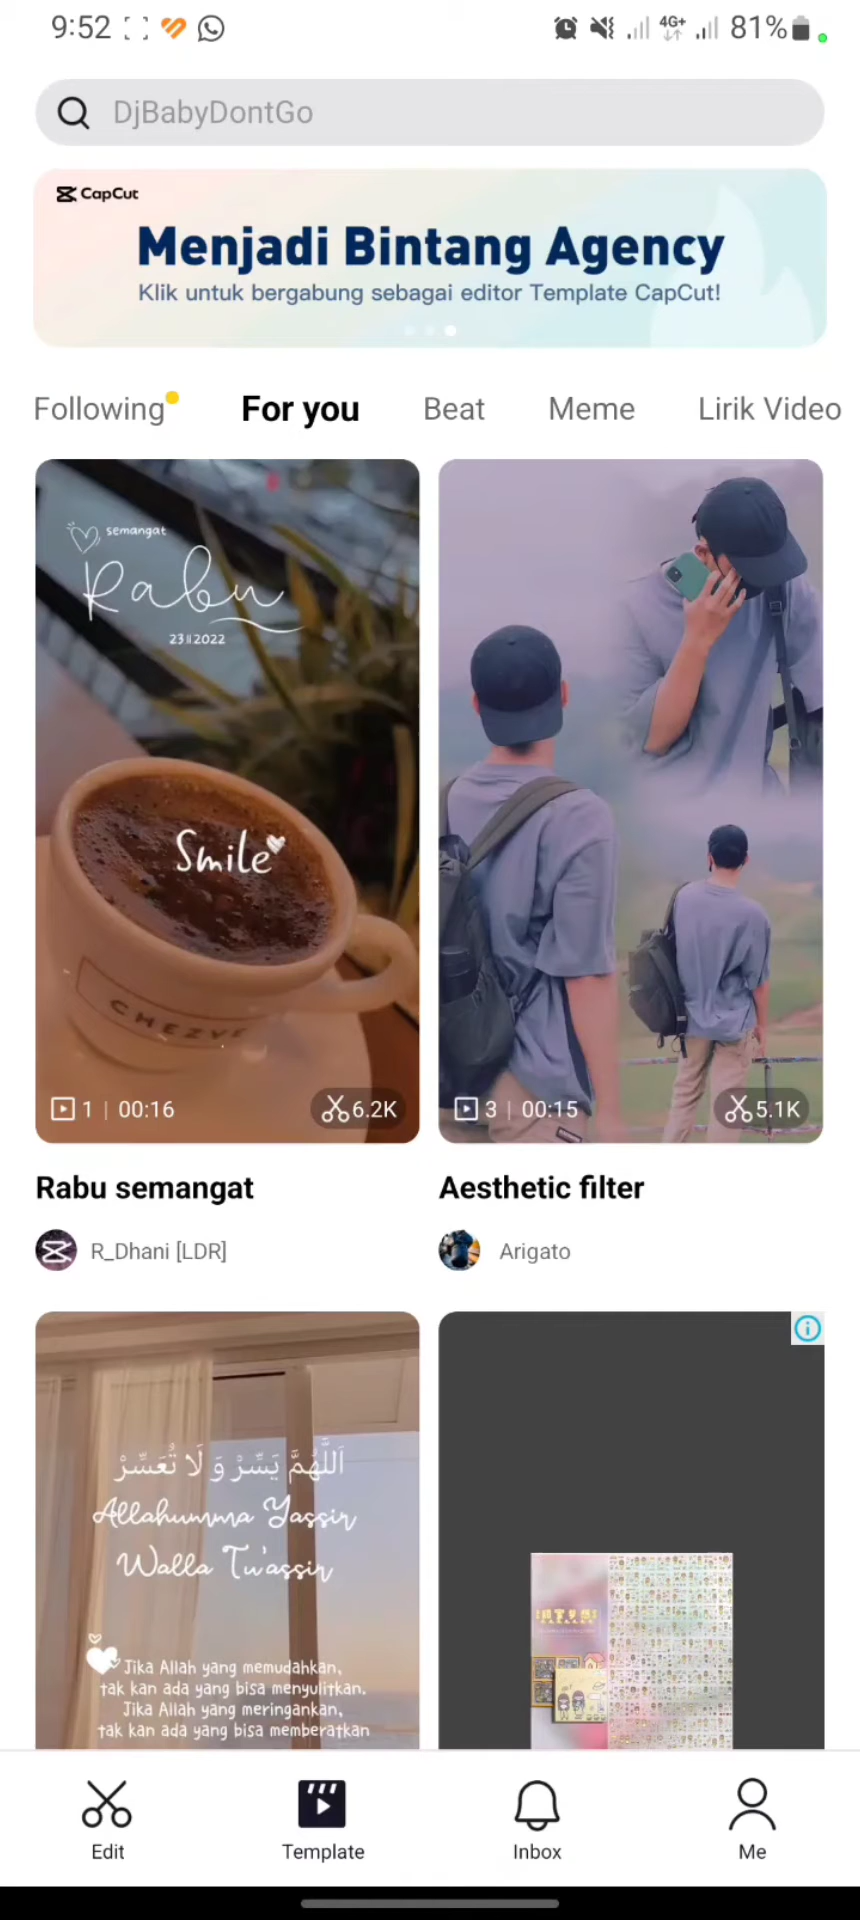 9:52
4G+
81%
DjBabyDontGo
CapCut
Menjadi Bintang Agency
Klik untuk bergabung sebagai editor Template CapCut!
Following
For you
Beat
Meme
Lirik Video
semangat
Rabu
23 11 2022
Smile
CHEZVE
1 | 00:16
6.2K
3 | 00:15
5.1K
Rabu semangat
Aesthetic filter
R_Dhani [LDR]
Arigato
اَللّٰهُمَّ يَسِّرْ وَ لَا تُعَسِّرْ
Allahumma Yassir
Walla Tu'assir
Jika Allah yang memudahkan,
tak kan ada yang bisa menyulitkan.
Jika Allah yang meringankan,
tak kan ada yang bisa memberatkan
Edit
Template
Inbox
Me